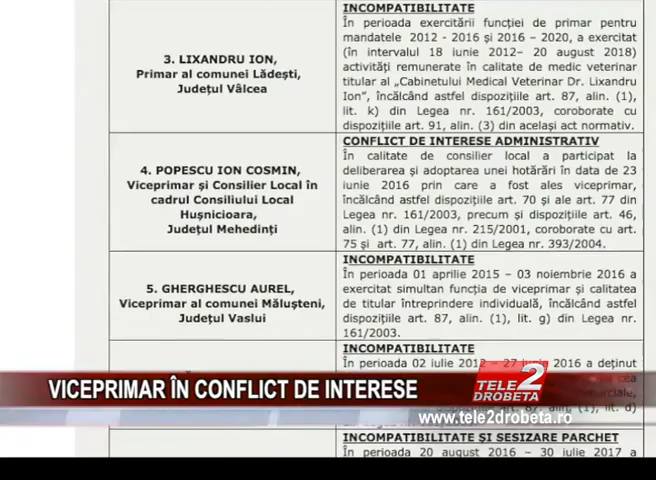 INCOMPATIBILITATE
În perioada exercitării funcției de primar pentru
mandatele 2012 - 2016 și 2016 – 2020, a exercitat
(în intervalul 18 iunie 2012– 20 august 2018)
activități remunerate în calitate de medic veterinar
titular al „Cabinetului Medical Veterinar Dr. Lixandru
Ion”, încălcând astfel dispozițiile art. 87, alin. (1),
lit. k) din Legea nr. 161/2003, coroborate cu
dispozițiile art. 91, alin. (3) din același act normativ.
3. LIXANDRU ION,
Primar al comunei Lădești,
Județul Vâlcea
CONFLICT DE INTERESE ADMINISTRATIV
În calitate de consilier local a participat la
deliberarea și adoptarea unei hotărâri în data de 23
iunie 2016 prin care a fost ales viceprimar,
încălcând astfel dispozițiile art. 70 și ale art. 77 din
Legea nr. 161/2003, precum și dispozițiile art. 46,
alin. (1) din Legea nr. 215/2001, coroborate cu art.
75 și art. 77, alin. (1) din Legea nr. 393/2004.
4. POPESCU ION COSMIN,
Viceprimar și Consilier Local în
cadrul Consiliului Local
Hușnicioara,
Județul Mehedinți
INCOMPATIBILITATE
În perioada 01 aprilie 2015 – 03 noiembrie 2016 a
exercitat simultan funcția de viceprimar și calitatea
de titular întreprindere individuală, încălcând astfel
dispozițiile art. 87, alin. (1), lit. g) din Legea nr.
161/2003.
5. GHERGHESCU AUREL,
Viceprimar al comunei Mălușteni,
Județul Vaslui
INCOMPATIBILITATE
În perioada 02 iulie 2012 – 27 iunie 2016 a deținut
cea
art. 87, alin. (1), lit. d)
INCOMPATIBILITATE ȘI SESIZARE PARCHET
În perioada 20 august 2016 – 30 iulie 2017 a
VICEPRIMAR ÎN CONFLICT DE INTERESE
TELE 2
DROBETA
www.tele2drobeta.ro